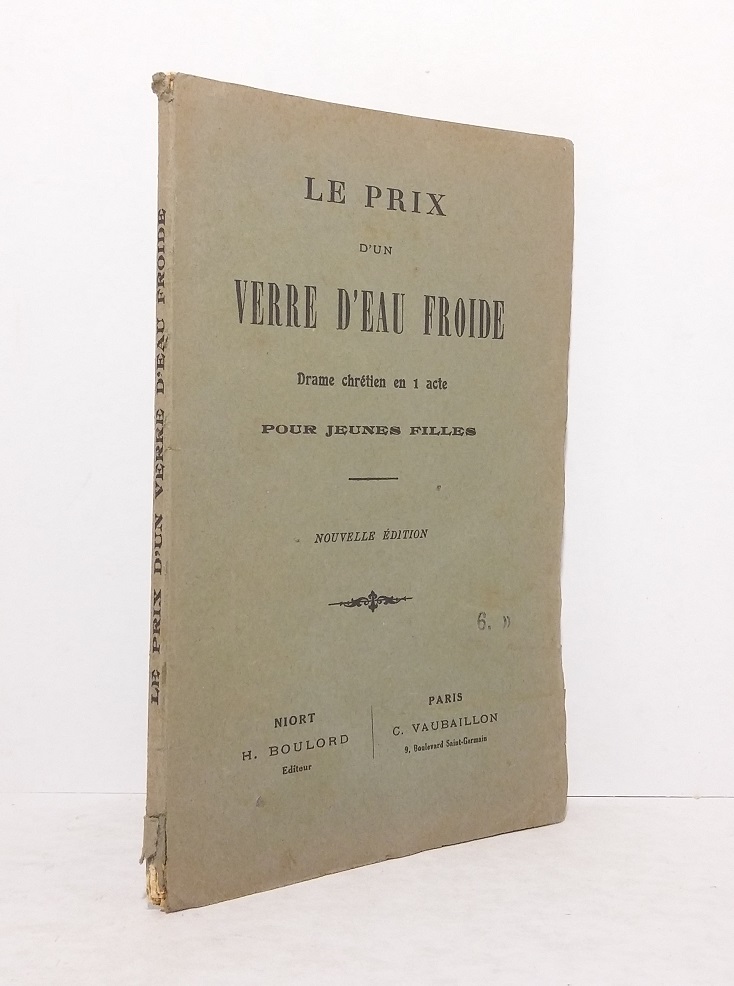 LE PRIX D'UN VERRE D'EAU FROIDE
LE PRIX
D'UN
VERRE D'EAU FROIDE
Drame chrétien en 1 acte
POUR JEUNES FILLES
NOUVELLE ÉDITION
6. "
NIORT
H. BOULORD
Editeur
PARIS
C. VAUBAILLON
9, Boulevard Saint-Germain